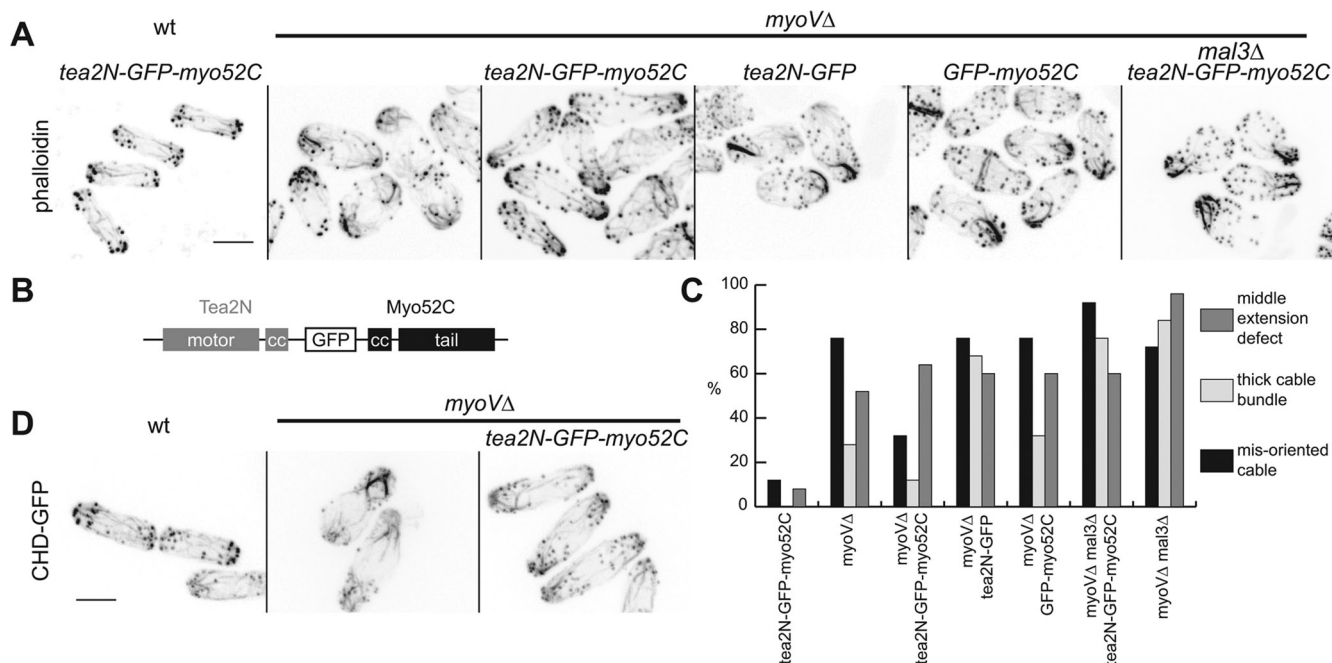 A
wt
myoVΔ
mal3Δ
tea2N-GFP-myo52C
tea2N-GFP-myo52C
tea2N-GFP
GFP-myo52C
tea2N-GFP-myo52C
phalloidin
B
Tea2N
Myo52C
motor
cc
GFP
cc
tail
C
100
80
60
40
20
0
%
middle
extension
defect
thick cable
bundle
mis-oriented
cable
tea2N-GFP-myo52C
myoVΔ
myoVΔ
tea2N-GFP-myo52C
myoVΔ
tea2N-GFP
myoVΔ
GFP-myo52C
myoVΔ mal3Δ
tea2N-GFP-myo52C
myoVΔ mal3Δ
D
wt
myoVΔ
tea2N-GFP-myo52C
CHD-GFP